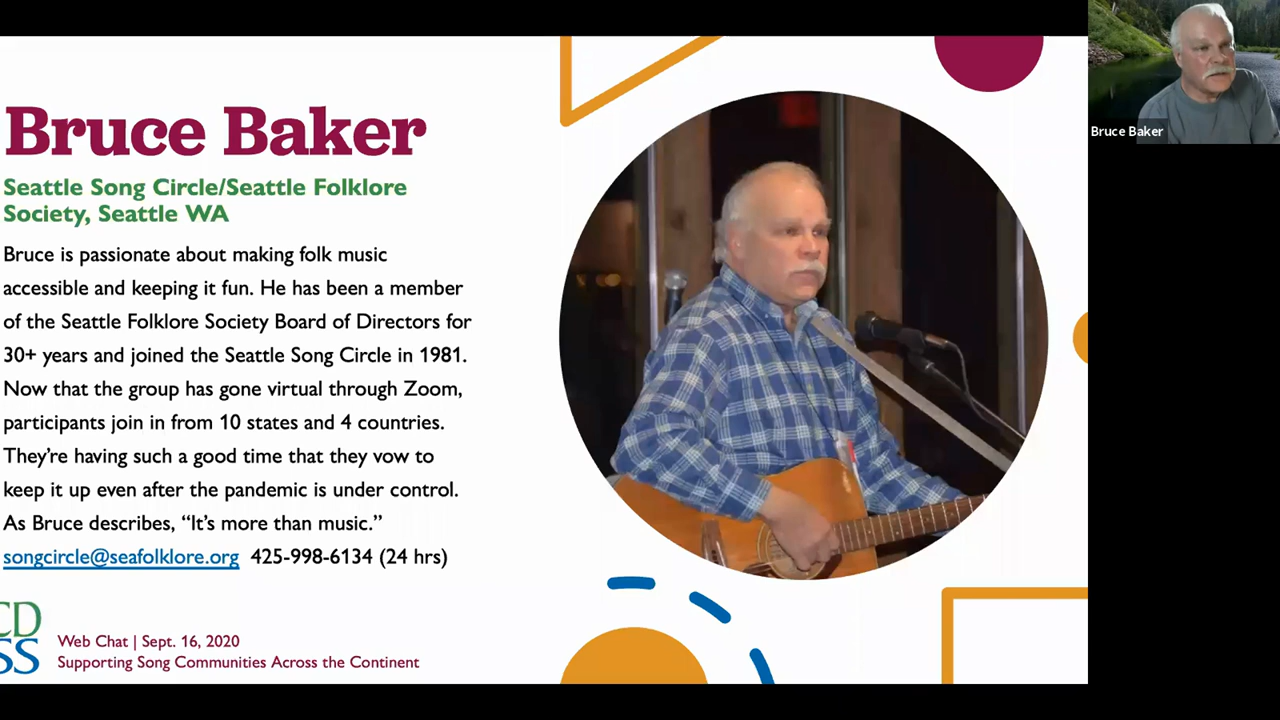 Bruce Baker
Seattle Song Circle/Seattle Folklore
Society, Seattle WA
Bruce is passionate about making folk music
accessible and keeping it fun. He has been a member
of the Seattle Folklore Society Board of Directors for
30+ years and joined the Seattle Song Circle in 1981.
Now that the group has gone virtual through Zoom,
participants join in from 10 states and 4 countries.
They’re having such a good time that they vow to
keep it up even after the pandemic is under control.
As Bruce describes, “It’s more than music.”
songcircle@seafolklore.org 425-998-6134 (24 hrs)
CD
SS
Web Chat | Sept. 16, 2020
Supporting Song Communities Across the Continent
Bruce Baker